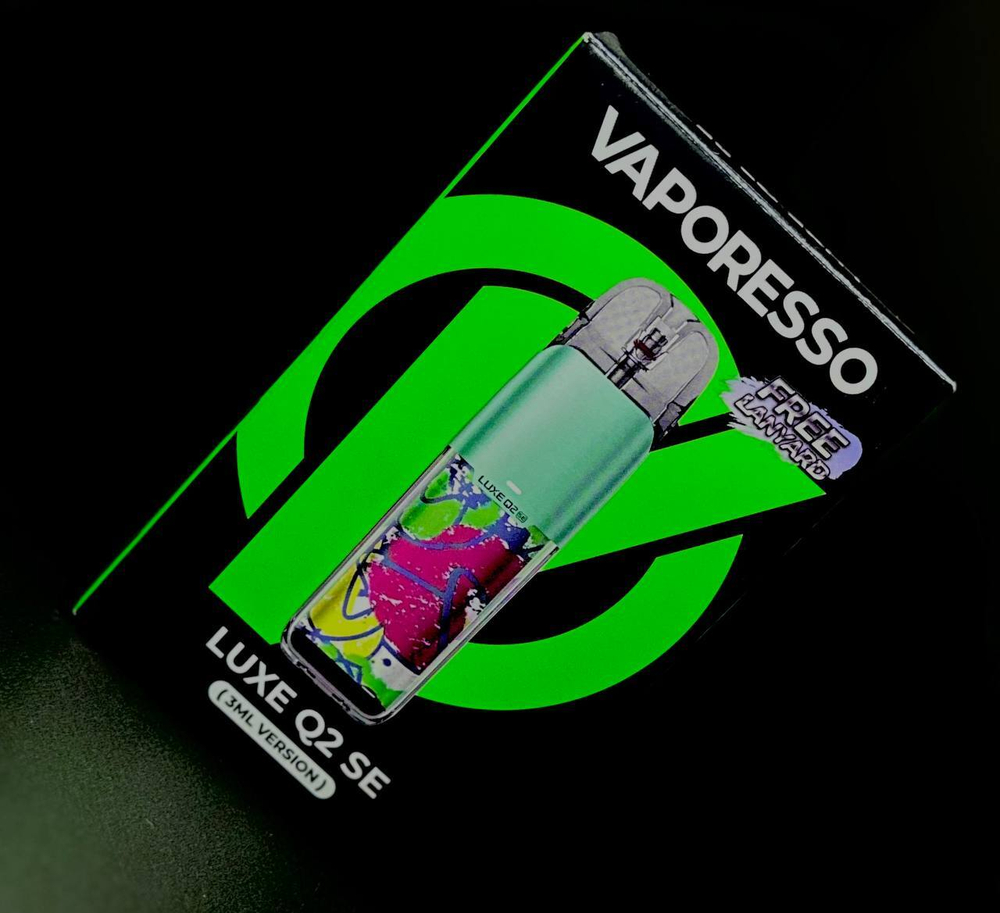 VAPORESSO
FREE
LANYARD
LUXE Q2 SE
LUXE Q2 SE
(3ML VERSION)